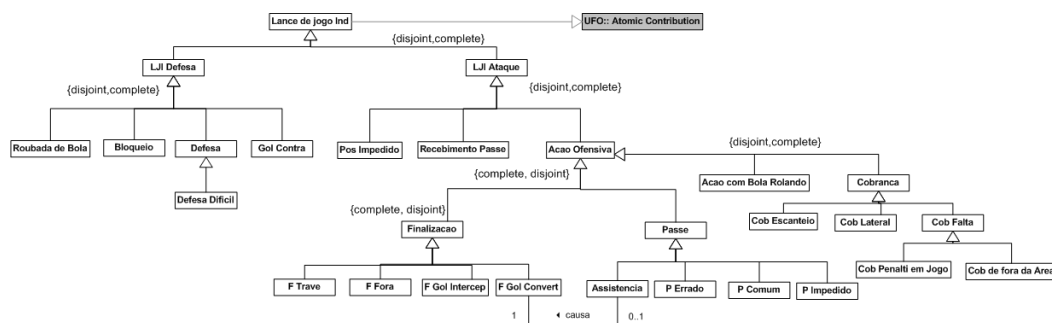 Lance de jogo Ind
UFO:: Atomic Contribution
{disjoint,complete}
LJI Defesa
LJI Ataque
{disjoint,complete}
{disjoint,complete}
{disjoint,complete}
Roubada de Bola
Bloqueio
Defesa
Gol Contra
Pos Impedido
Recebimento Passe
Acao Ofensiva
{complete, disjoint}
Acao com Bola Rolando
Cobranca
Defesa Dificil
{complete, disjoint}
Finalizacao
Passe
Cob Escanteio
Cob Lateral
Cob Falta
F Trave
F Fora
F Gol Intercep
F Gol Convert
Assistencia
P Errado
P Comum
P Impedido
Cob Penalti em Jogo
Cob de fora da Area
1
causa
0..1